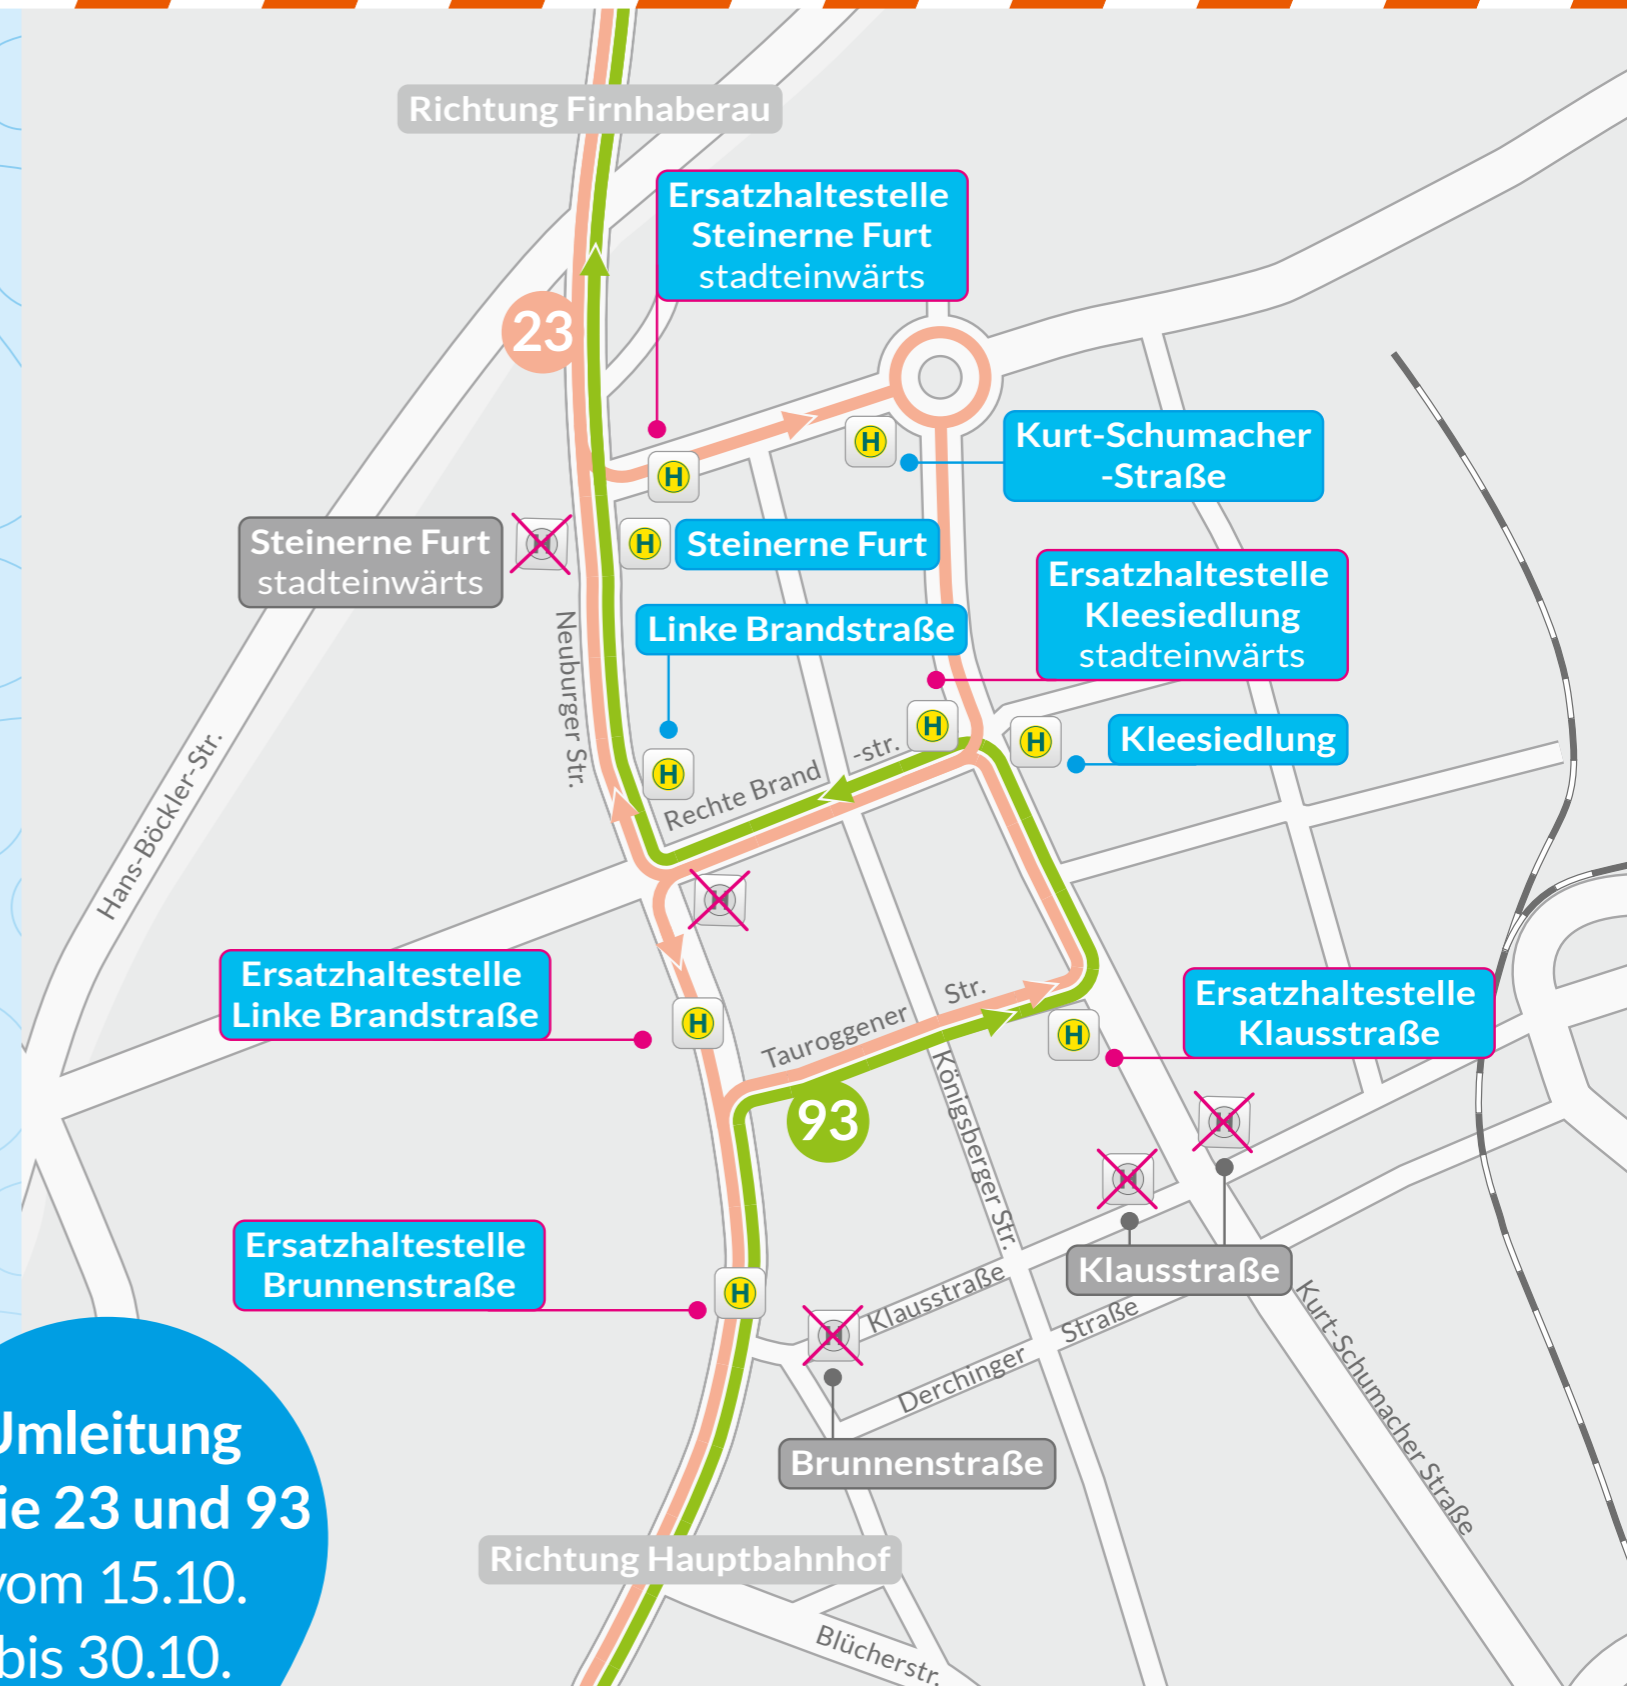 Richtung Firnhaberau
Ersatzhaltestelle
Steinerne Furt
stadteinwärts
23
H
Kurt-Schumacher
-Straße
H
Steinerne Furt
stadteinwärts
H
H
Steinerne Furt
Ersatzhaltestelle
Kleesiedlung
stadteinwärts
Neuburger Str.
Linke Brandstraße
H
H
Kleesiedlung
H
Rechte Brand
-str.
Hans-Böckler-Str.
H
Ersatzhaltestelle
Linke Brandstraße
H
Tauroggener
Str.
H
Ersatzhaltestelle
Klausstraße
93
Königsberger Str.
H
H
Klausstraße
Ersatzhaltestelle
Brunnenstraße
H
H
Klausstraße
Derchinger
Straße
Kurt-Schumacher Straße
Brunnenstraße
Umleitung
ie 23 und 93
vom 15.10.
bis 30.10.
Richtung Hauptbahnhof
Blücherstr.